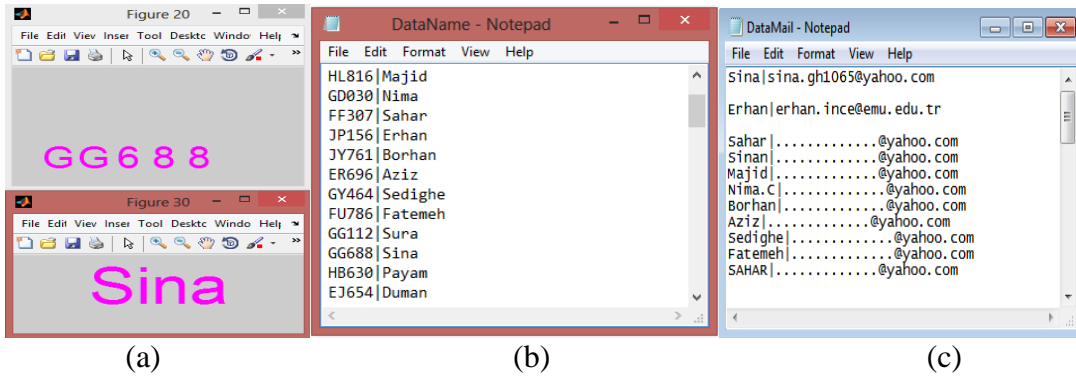 Figure 20
File Edit Viev Inser Tool Desktc Windo Help
GG688
Figure 30
File Edit Viev Inser Tool Desktc Windo Help
Sina
DataName - Notepad
File Edit Format View Help
HL816|Majid
GD030|Nima
FF307|Sahar
JP156|Erhan
JY761|Borhan
ER696|Aziz
GY464|Sedighe
FU786|Fatemeh
GG112|Sura
GG688|Sina
HB630|Payam
EJ654|Duman
DataMail - Notepad
File Edit Format View Help
Sina|sina.gh1065@yahoo.com
Erhan|erhan.ince@emu.edu.tr
Sahar|.............@yahoo.com
Sinan|.............@yahoo.com
Majid|.............@yahoo.com
Nima.C|.............@yahoo.com
Borhan|.............@yahoo.com
Aziz|.............@yahoo.com
Sedighe|.............@yahoo.com
Fatemeh|.............@yahoo.com
SAHAR|.............@yahoo.com
(a) (b) (c)